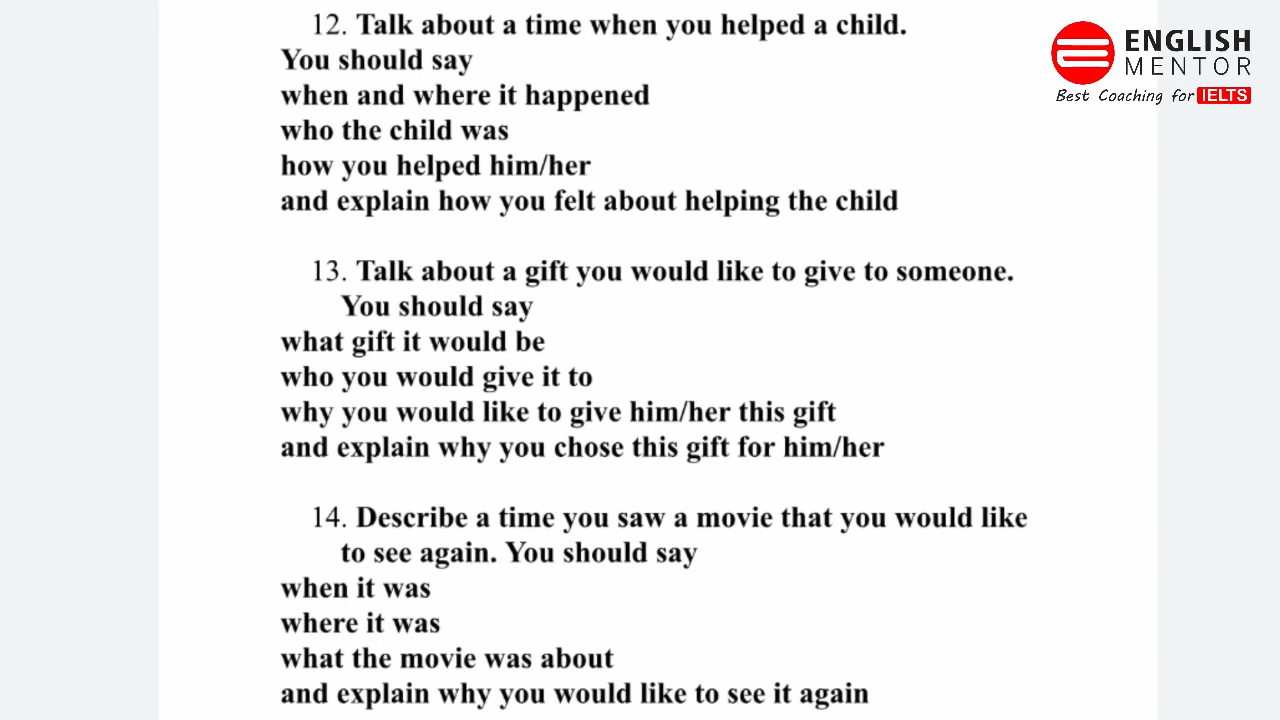 12. Talk about a time when you helped a child.
You should say
when and where it happened
who the child was
how you helped him/her
and explain how you felt about helping the child
13. Talk about a gift you would like to give to someone.
You should say
what gift it would be
who you would give it to
why you would like to give him/her this gift
and explain why you chose this gift for him/her
14. Describe a time you saw a movie that you would like
to see again. You should say
when it was
where it was
what the movie was about
and explain why you would like to see it again
ENGLISH
MENTOR
Best Coaching for IELTS